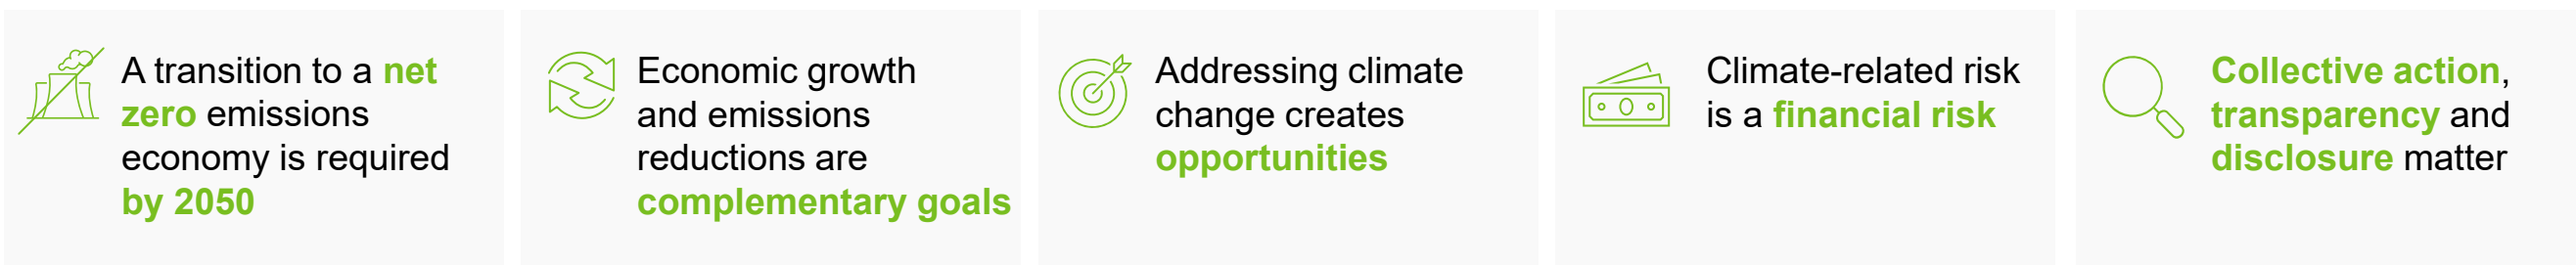 A transition to a net
zero emissions
economy is required
by 2050
Economic growth
and emissions
reductions are
complementary goals
Addressing climate
change creates
opportunities
Climate-related risk
is a financial risk
Collective action,
transparency and
disclosure matter